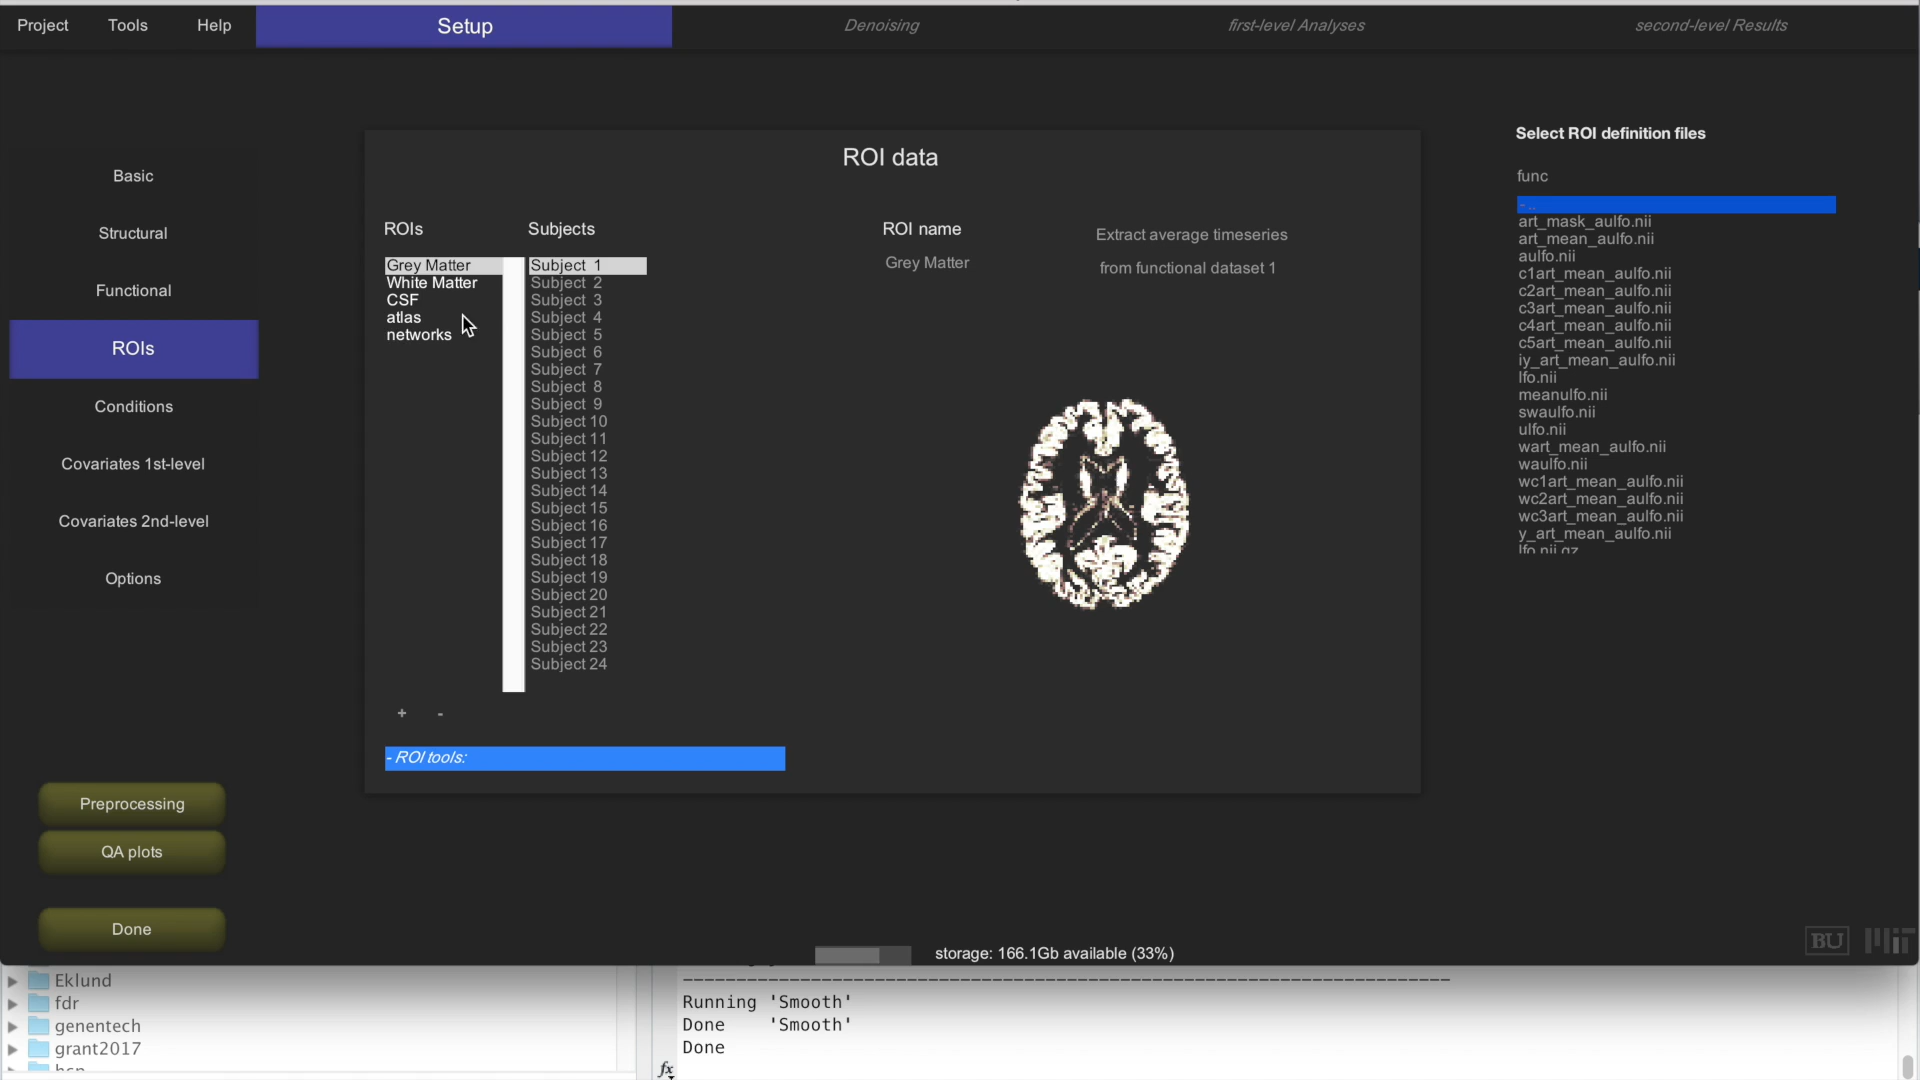 Project Tools Help Setup Denoising first-level Analyses second-level Results
Basic
Structural
Functional
ROIs
Conditions
Covariates 1st-level
Covariates 2nd-level
Options
Preprocessing
QA plots
Done
ROI data
ROIs
Grey Matter
White Matter
CSF
atlas
networks
+ -
- ROI tools:
Subjects
Subject 1
Subject 2
Subject 3
Subject 4
Subject 5
Subject 6
Subject 7
Subject 8
Subject 9
Subject 10
Subject 11
Subject 12
Subject 13
Subject 14
Subject 15
Subject 16
Subject 17
Subject 18
Subject 19
Subject 20
Subject 21
Subject 22
Subject 23
Subject 24
ROI name
Grey Matter
Extract average timeseries
from functional dataset 1
Select ROI definition files
func
art_mask_aulfo.nii
art_mean_aulfo.nii
aulfo.nii
c1art_mean_aulfo.nii
c2art_mean_aulfo.nii
c3art_mean_aulfo.nii
c4art_mean_aulfo.nii
c5art_mean_aulfo.nii
iy_art_mean_aulfo.nii
lfo.nii
meanulfo.nii
swaulfo.nii
ulfo.nii
wart_mean_aulfo.nii
waulfo.nii
wc1art_mean_aulfo.nii
wc2art_mean_aulfo.nii
wc3art_mean_aulfo.nii
y_art_mean_aulfo.nii
lfo.nii.gz
storage: 166.1Gb available (33%)
BU MIT
Eklund
fdr
genentech
grant2017
Running 'Smooth'
Done 'Smooth'
Done
fx